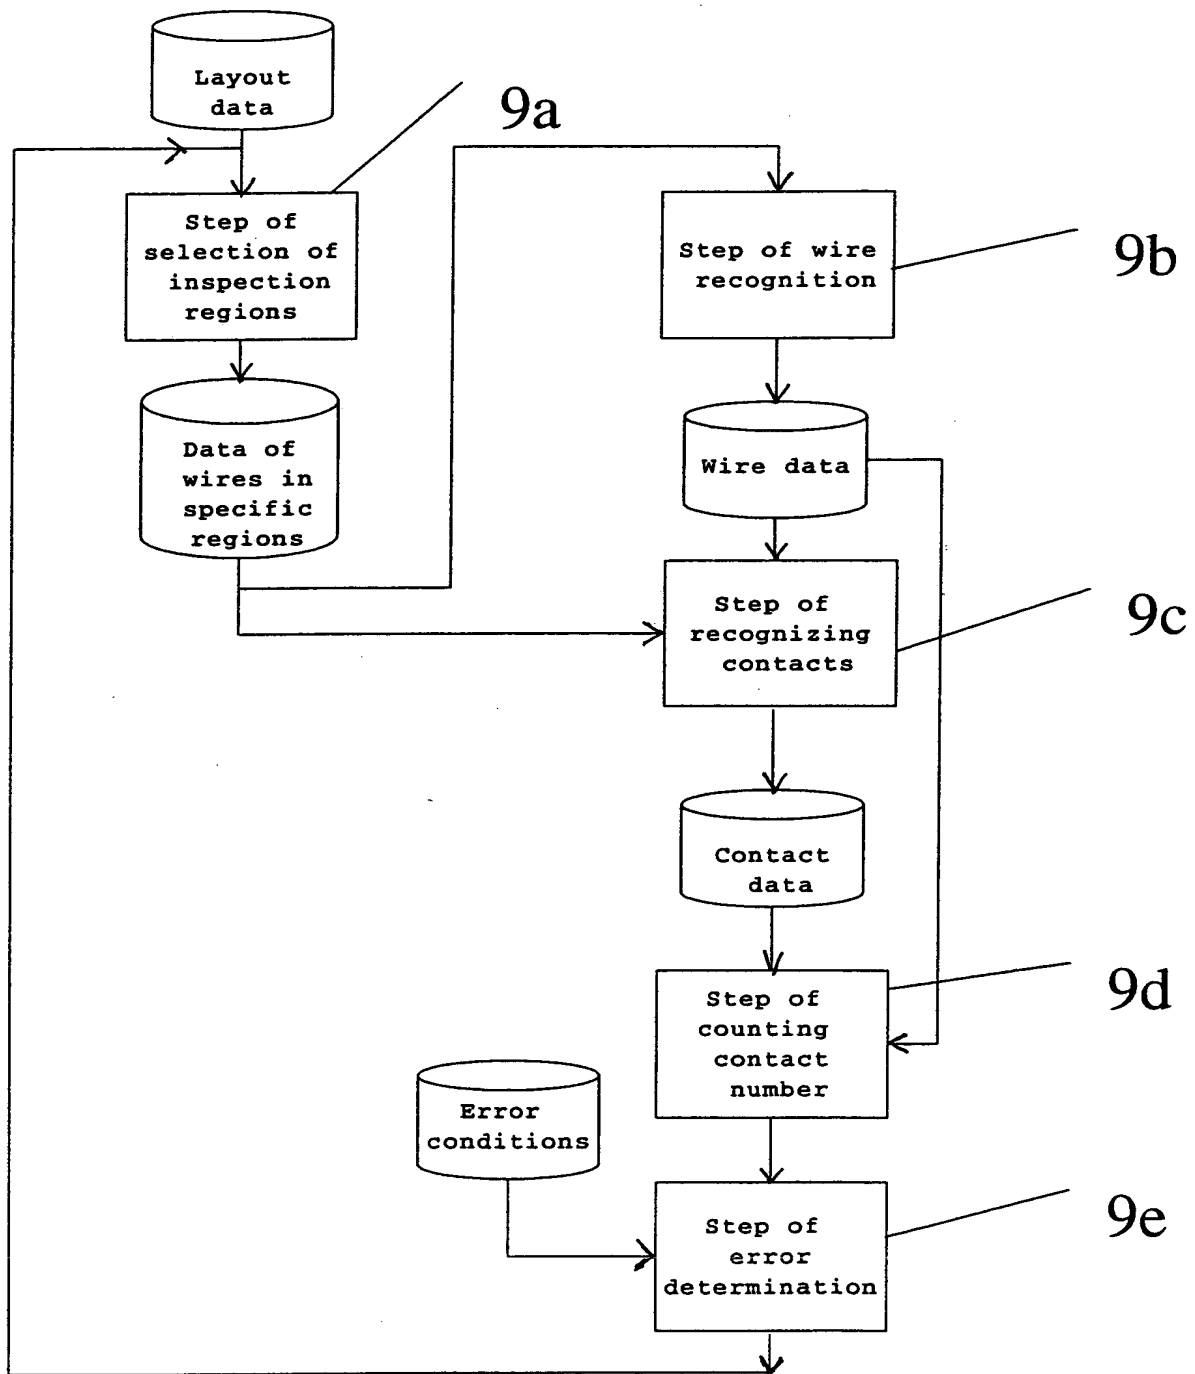 Layout
data
9a
Step of
selection of
inspection
regions
Step of wire
recognition
9b
Data of
wires in
specific
regions
Wire data
Step of
recognizing
contacts
9c
Contact
data
Step of
counting
contact
number
9d
Error
conditions
Step of
error
determination
9e